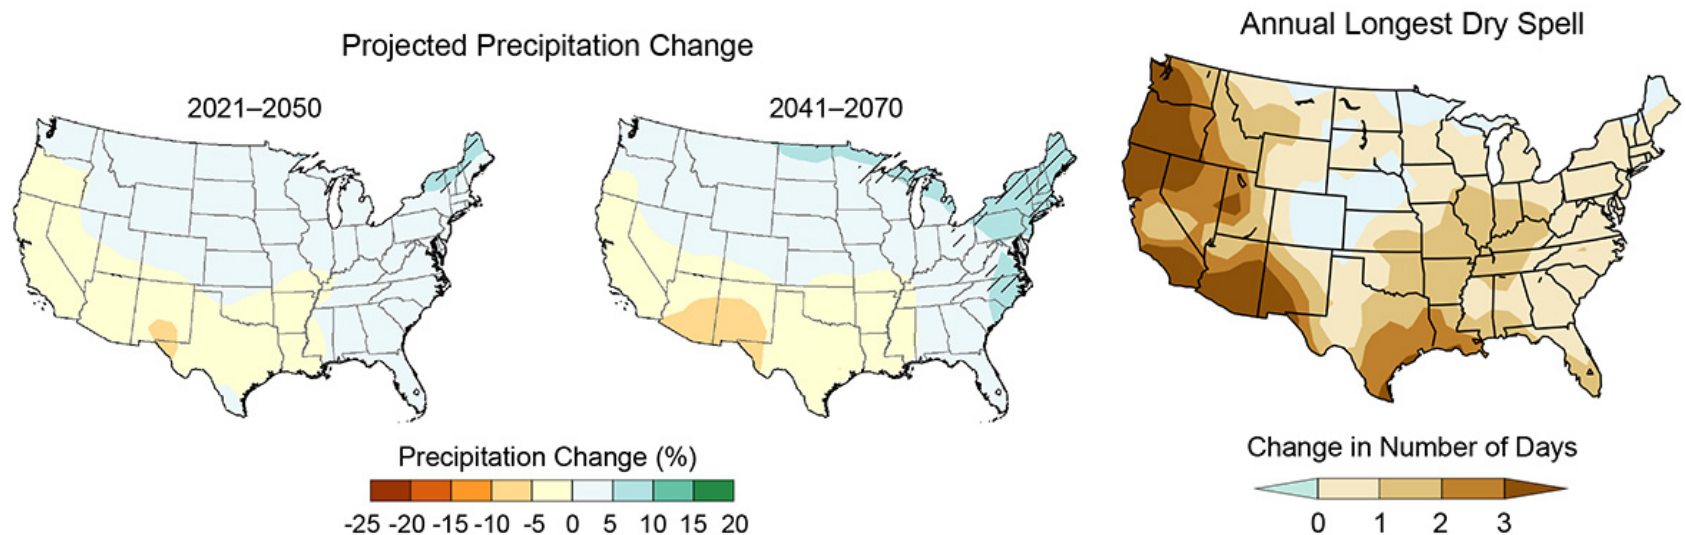 Projected Precipitation Change
2021–2050
2041–2070
Precipitation Change (%)
-25 -20 -15 -10 -5 0 5 10 15 20
Annual Longest Dry Spell
Change in Number of Days
0 1 2 3